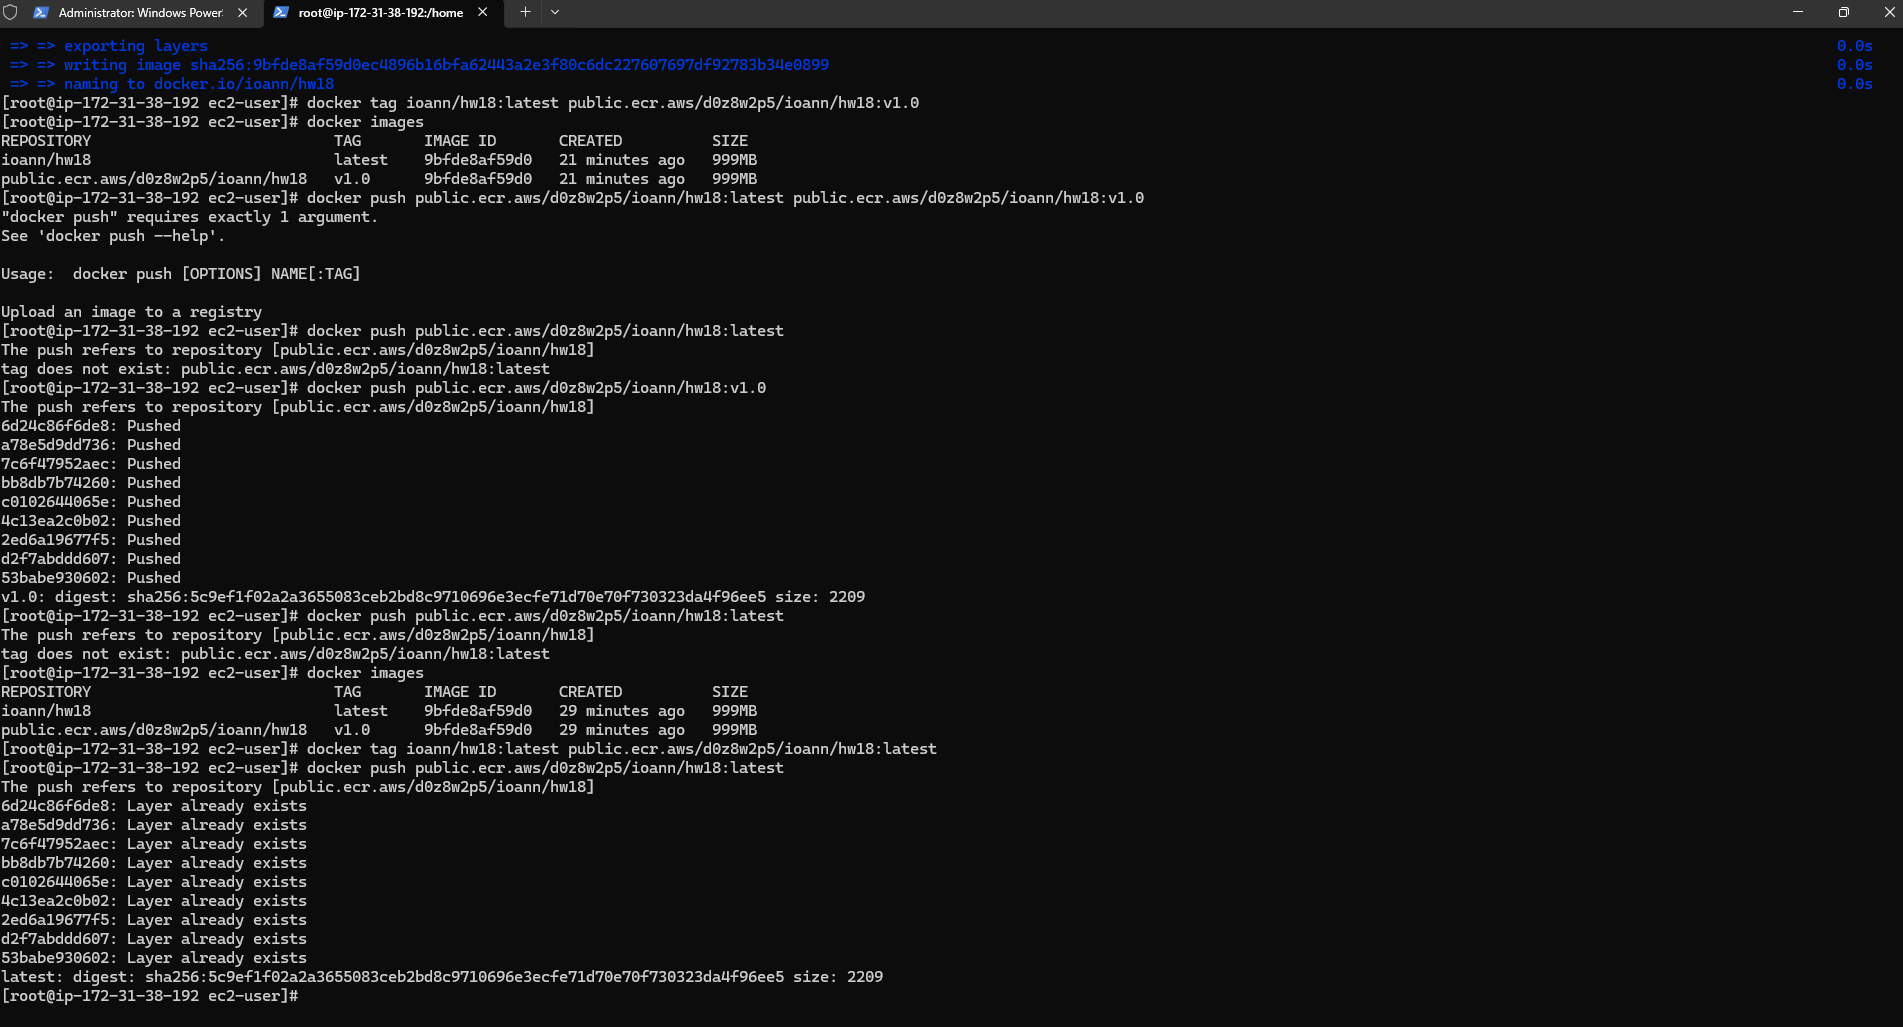 Administrator: Windows Power
root@ip-172-31-38-192:/home
=> => exporting layers 0.0s
=> => writing image sha256:9bfde8af59d0ec4896b16bfa62443a2e3f80c6dc227607697df92783b34e0899 0.0s
=> => naming to docker.io/ioann/hw18 0.0s
[root@ip-172-31-38-192 ec2-user]# docker tag ioann/hw18:latest public.ecr.aws/d0z8w2p5/ioann/hw18:v1.0
[root@ip-172-31-38-192 ec2-user]# docker images
REPOSITORY TAG IMAGE ID CREATED SIZE
ioann/hw18 latest 9bfde8af59d0 21 minutes ago 999MB
public.ecr.aws/d0z8w2p5/ioann/hw18 v1.0 9bfde8af59d0 21 minutes ago 999MB
[root@ip-172-31-38-192 ec2-user]# docker push public.ecr.aws/d0z8w2p5/ioann/hw18:latest public.ecr.aws/d0z8w2p5/ioann/hw18:v1.0
"docker push" requires exactly 1 argument.
See 'docker push --help'.
Usage:  docker push [OPTIONS] NAME[:TAG]
Upload an image to a registry
[root@ip-172-31-38-192 ec2-user]# docker push public.ecr.aws/d0z8w2p5/ioann/hw18:latest
The push refers to repository [public.ecr.aws/d0z8w2p5/ioann/hw18]
tag does not exist: public.ecr.aws/d0z8w2p5/ioann/hw18:latest
[root@ip-172-31-38-192 ec2-user]# docker push public.ecr.aws/d0z8w2p5/ioann/hw18:v1.0
The push refers to repository [public.ecr.aws/d0z8w2p5/ioann/hw18]
6d24c86f6de8: Pushed
a78e5d9dd736: Pushed
7c6f47952aec: Pushed
bb8db7b74260: Pushed
c0102644065e: Pushed
4c13ea2c0b02: Pushed
2ed6a19677f5: Pushed
d2f7abddd607: Pushed
53babe930602: Pushed
v1.0: digest: sha256:5c9ef1f02a2a3655083ceb2bd8c9710696e3ecfe71d70e70f730323da4f96ee5 size: 2209
[root@ip-172-31-38-192 ec2-user]# docker push public.ecr.aws/d0z8w2p5/ioann/hw18:latest
The push refers to repository [public.ecr.aws/d0z8w2p5/ioann/hw18]
tag does not exist: public.ecr.aws/d0z8w2p5/ioann/hw18:latest
[root@ip-172-31-38-192 ec2-user]# docker images
REPOSITORY TAG IMAGE ID CREATED SIZE
ioann/hw18 latest 9bfde8af59d0 29 minutes ago 999MB
public.ecr.aws/d0z8w2p5/ioann/hw18 v1.0 9bfde8af59d0 29 minutes ago 999MB
[root@ip-172-31-38-192 ec2-user]# docker tag ioann/hw18:latest public.ecr.aws/d0z8w2p5/ioann/hw18:latest
[root@ip-172-31-38-192 ec2-user]# docker push public.ecr.aws/d0z8w2p5/ioann/hw18:latest
The push refers to repository [public.ecr.aws/d0z8w2p5/ioann/hw18]
6d24c86f6de8: Layer already exists
a78e5d9dd736: Layer already exists
7c6f47952aec: Layer already exists
bb8db7b74260: Layer already exists
c0102644065e: Layer already exists
4c13ea2c0b02: Layer already exists
2ed6a19677f5: Layer already exists
d2f7abddd607: Layer already exists
53babe930602: Layer already exists
latest: digest: sha256:5c9ef1f02a2a3655083ceb2bd8c9710696e3ecfe71d70e70f730323da4f96ee5 size: 2209
[root@ip-172-31-38-192 ec2-user]#